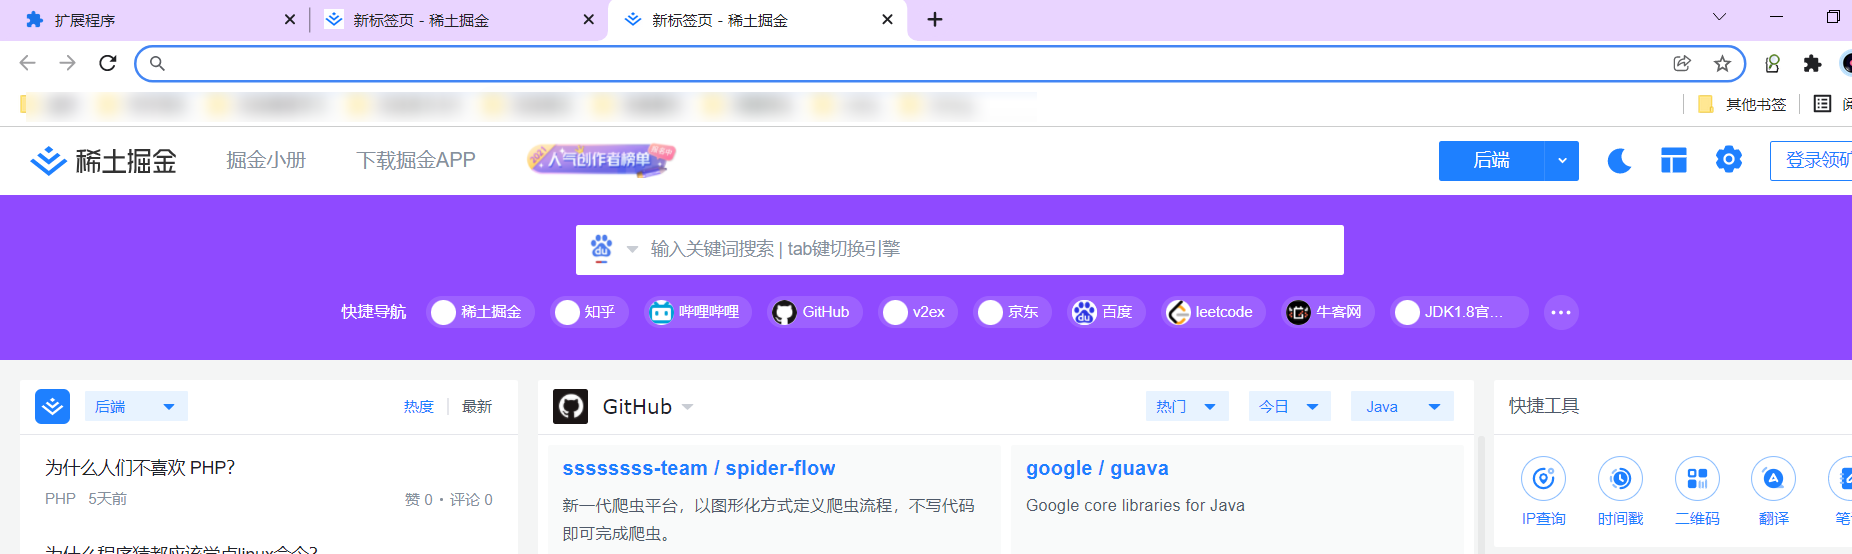 扩展程序
新标签页 - 稀土掘金
新标签页 - 稀土掘金
其他书签
稀土掘金
掘金小册
下载掘金APP
2021
人气创作者榜单
报名中
后端
登录领矿
输入关键词搜索 | tab键切换引擎
快捷导航
稀土掘金
知乎
哔哩哔哩
GitHub
v2ex
京东
百度
leetcode
牛客网
JDK1.8官...
后端
热度
最新
GitHub
热门
今日
Java
快捷工具
为什么人们不喜欢 PHP?
PHP 5天前
赞 0 · 评论 0
ssssssss-team / spider-flow
新一代爬虫平台，以图形化方式定义爬虫流程，不写代码
即可完成爬虫。
google / guava
Google core libraries for Java
IP查询
时间戳
二维码
翻译
为什么程序猿都应该学点linux命令?